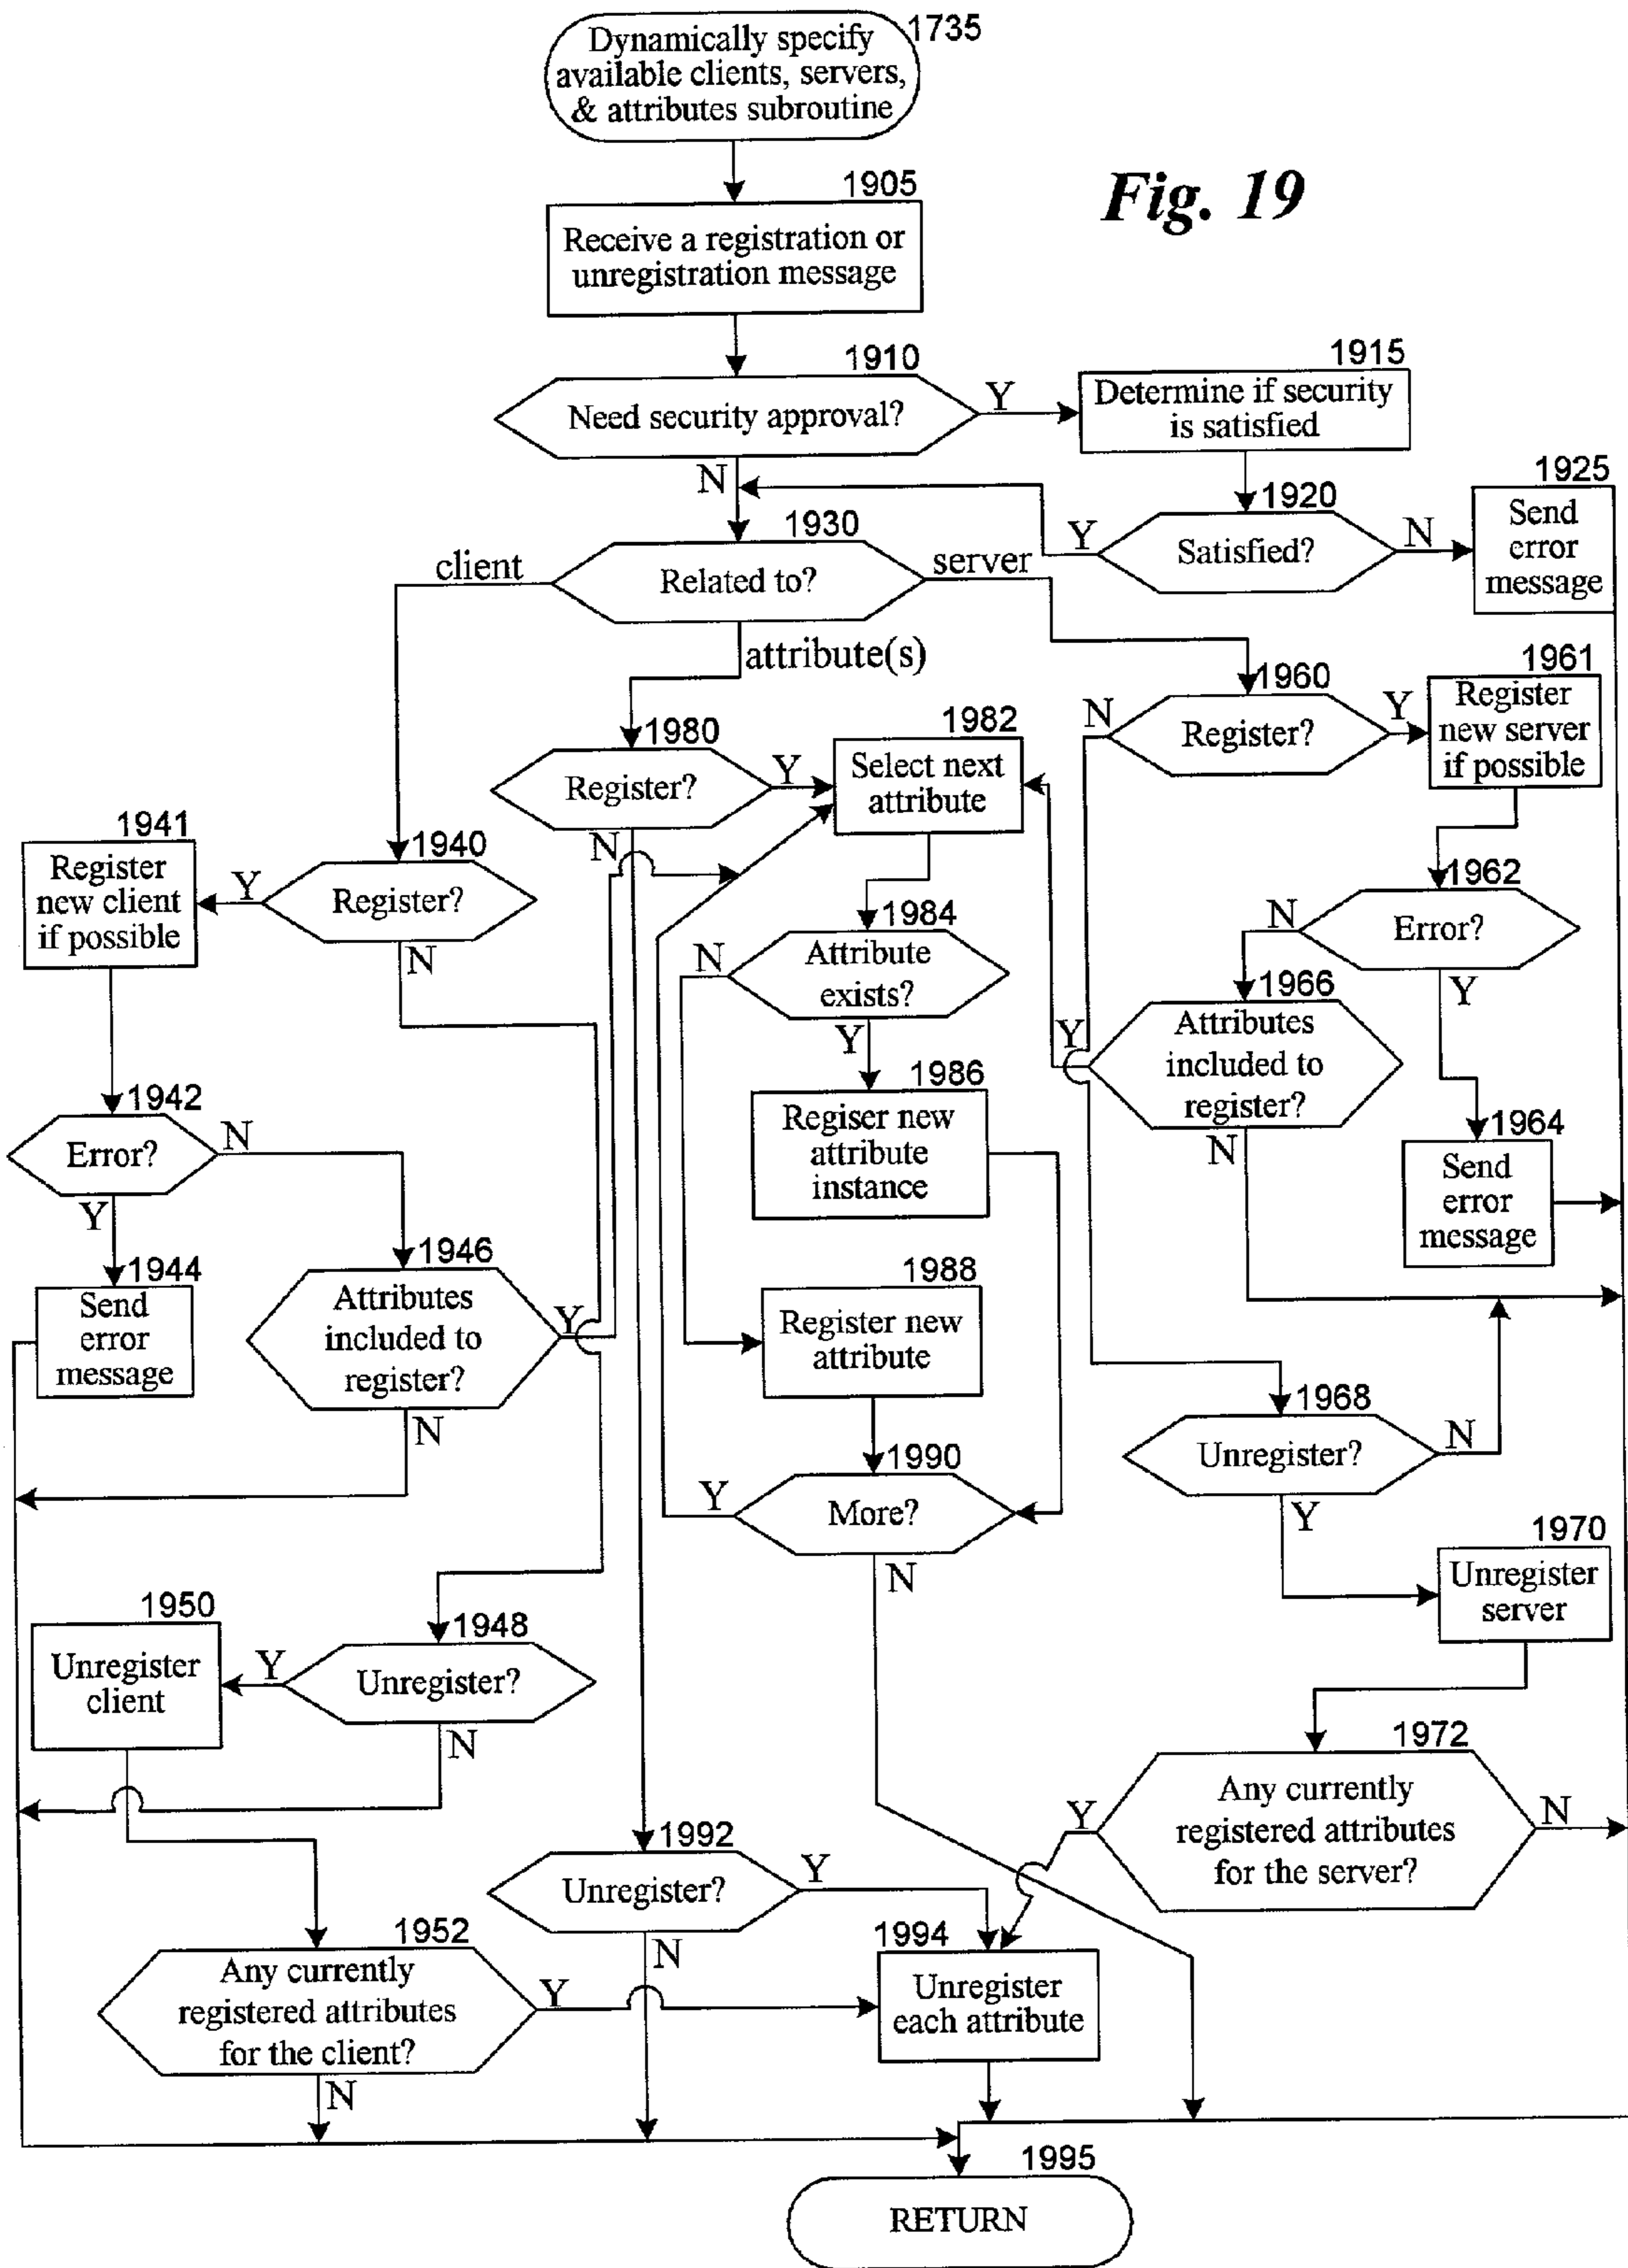 1735
Dynamically specify
available clients, servers,
& attributes subroutine
Fig. 19
1905
Receive a registration or
unregistration message
1910
Need security approval?
Y
N
1915
Determine if security
is satisfied
1920
Satisfied?
Y
N
1925
Send
error
message
1930
Related to?
client
server
attribute(s)
1960
Register?
N
Y
1961
Register
new server
if possible
1980
Register?
Y
N
1982
Select next
attribute
1941
Register
new client
if possible
1940
Register?
Y
N
1962
Error?
N
Y
1984
Attribute
exists?
N
Y
1966
Attributes
included to
register?
Y
N
1986
Regiser new
attribute
instance
1942
Error?
N
Y
1964
Send
error
message
1944
Send
error
message
1946
Attributes
included to
register?
Y
N
1988
Register new
attribute
1968
Unregister?
N
Y
1990
More?
Y
N
1970
Unregister
server
1950
Unregister
client
1948
Unregister?
Y
N
1972
Any currently
registered attributes
for the server?
Y
N
1992
Unregister?
Y
N
1952
Any currently
registered attributes
for the client?
Y
N
1994
Unregister
each attribute
1995
RETURN